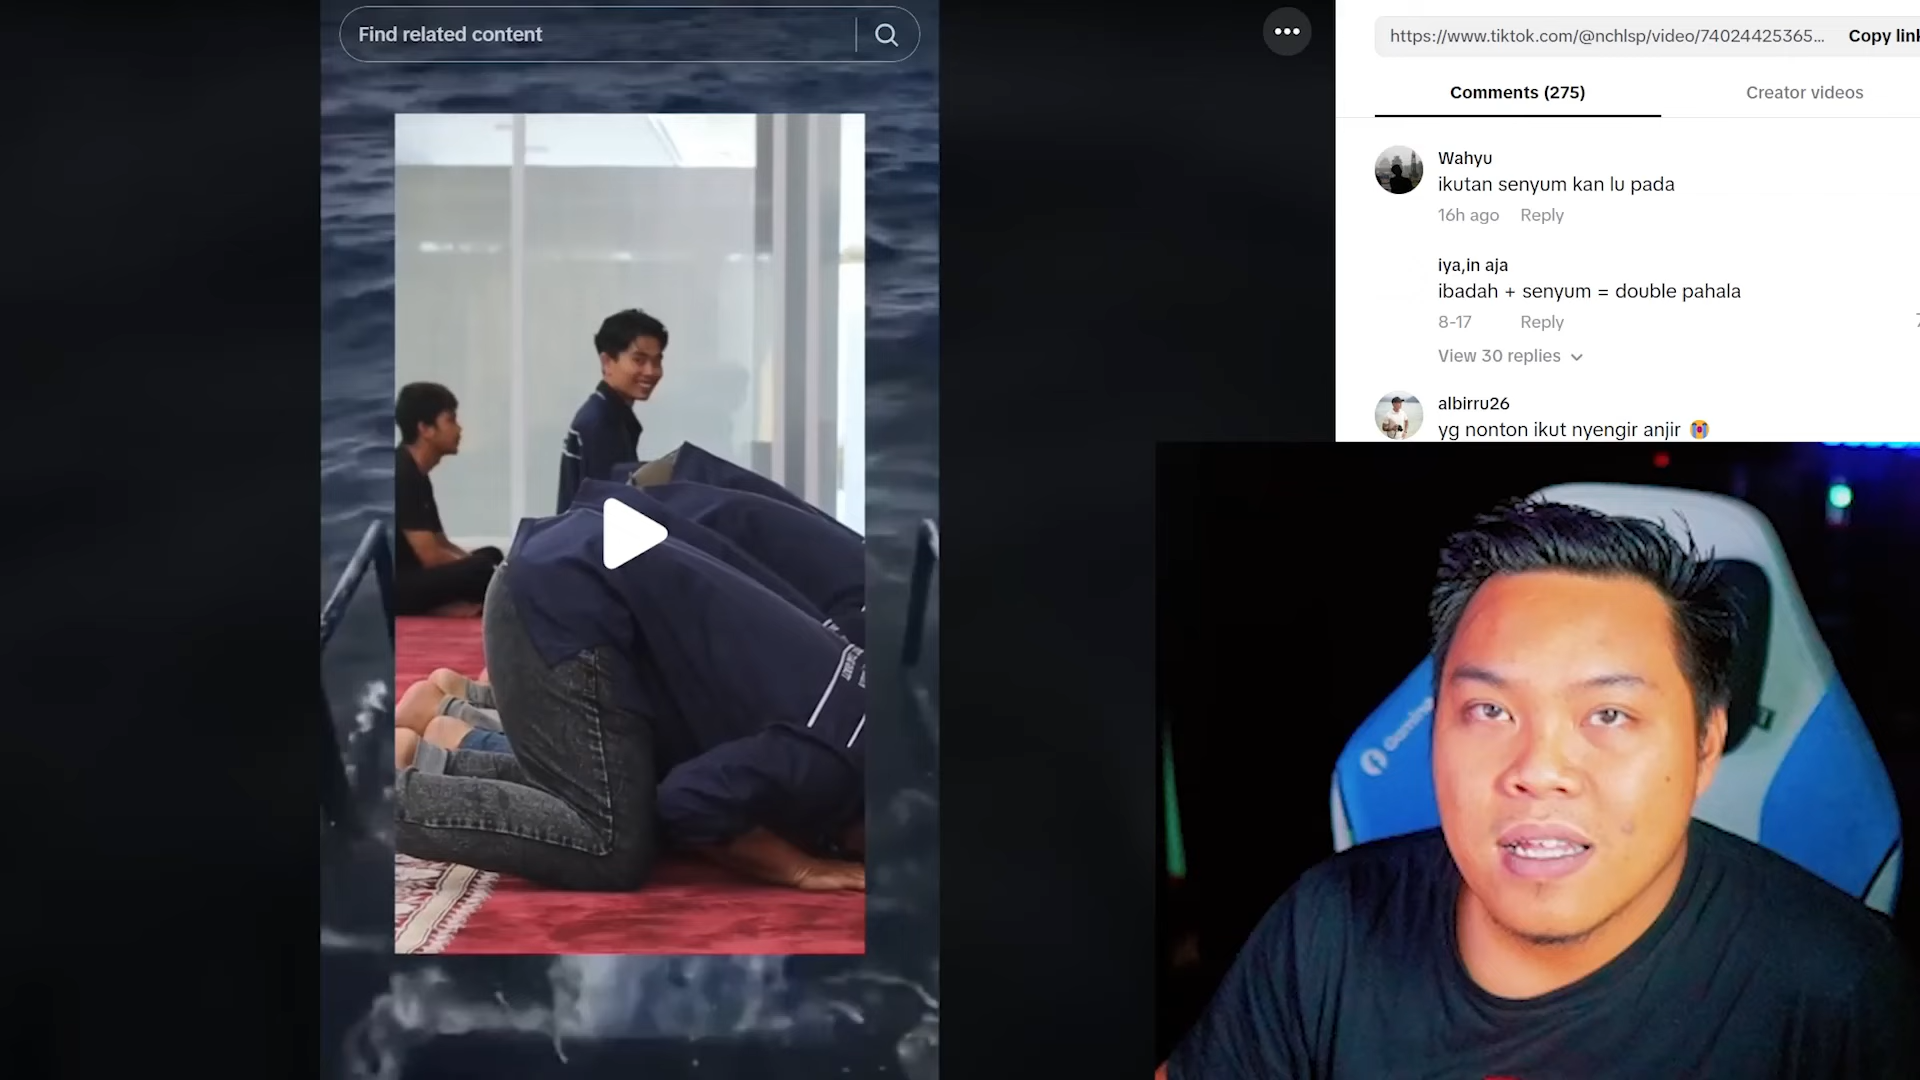 Find related content
https://www.tiktok.com/@nchlsp/video/74024425365...
Copy link
Comments (275)
Creator videos
Wahyu
ikutan senyum kan lu pada
16h ago Reply
iya,in aja
ibadah + senyum = double pahala
8-17 Reply
View 30 replies
albirru26
yg nonton ikut nyengir anjir 😭